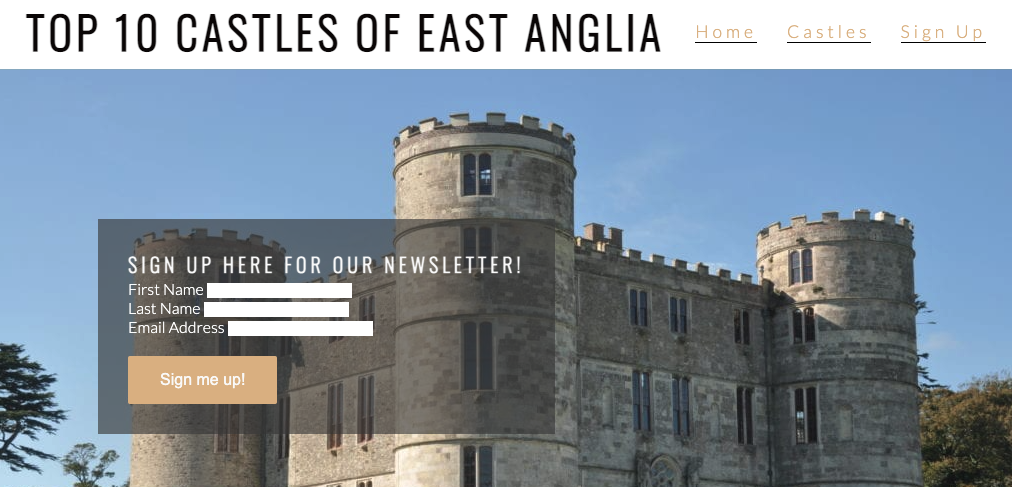 TOP 10 CASTLES OF EAST ANGLIA
Home Castles Sign Up
SIGN UP HERE FOR OUR NEWSLETTER!
First Name
Last Name
Email Address
Sign me up!